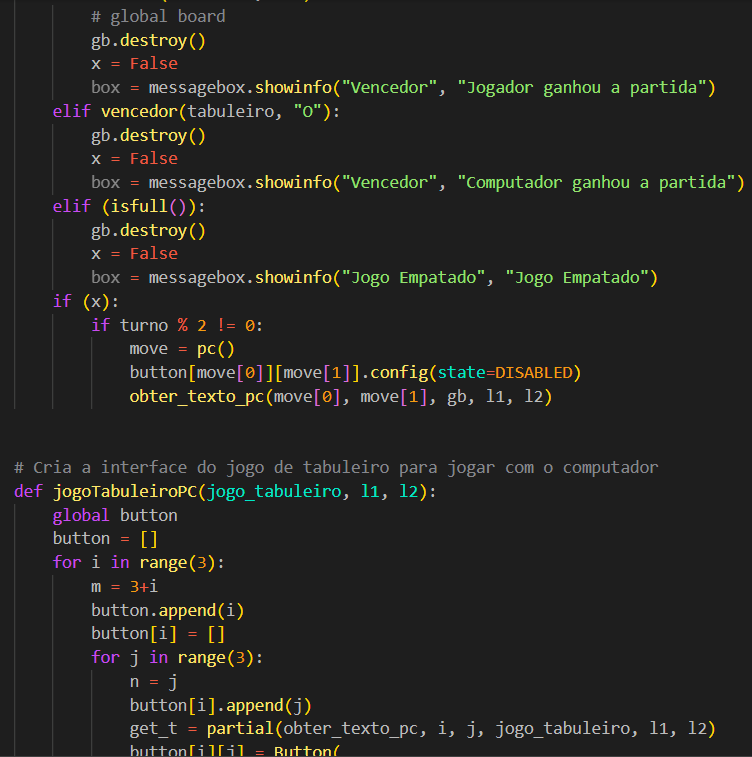 # global board
gb.destroy()
x = False
box = messagebox.showinfo("Vencedor", "Jogador ganhou a partida")
elif vencedor(tabuleiro, "O"):
gb.destroy()
x = False
box = messagebox.showinfo("Vencedor", "Computador ganhou a partida")
elif (isfull()):
gb.destroy()
x = False
box = messagebox.showinfo("Jogo Empatado", "Jogo Empatado")
if (x):
if turno % 2 != 0:
move = pc()
button[move[0]][move[1]].config(state=DISABLED)
obter_texto_pc(move[0], move[1], gb, l1, l2)
# Cria a interface do jogo de tabuleiro para jogar com o computador
def jogoTabuleiroPC(jogo_tabuleiro, l1, l2):
global button
button = []
for i in range(3):
m = 3+i
button.append(i)
button[i] = []
for j in range(3):
n = j
button[i].append(j)
get_t = partial(obter_texto_pc, i, j, jogo_tabuleiro, l1, l2)
button[i][j] = Button(